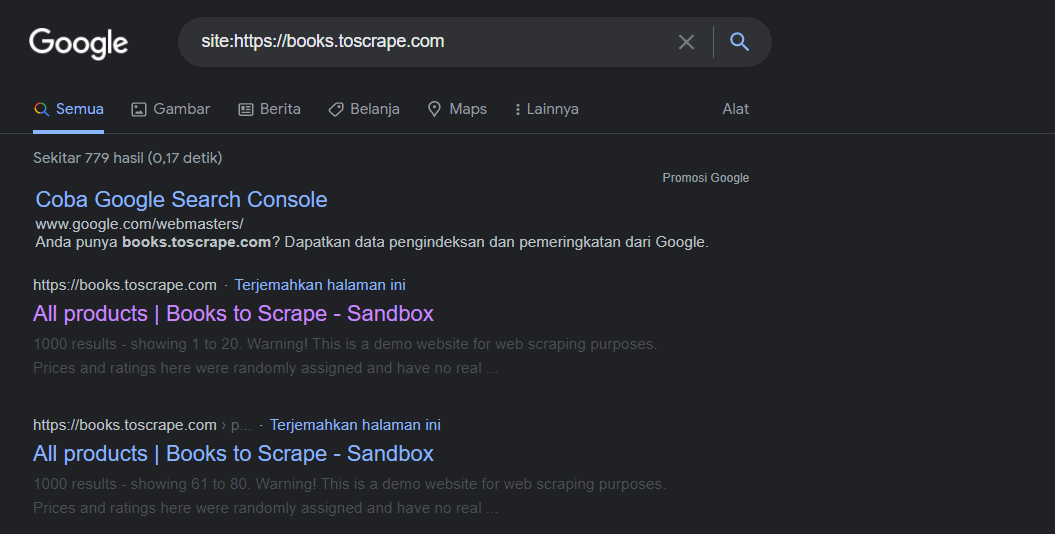 Google
site:https://books.toscrape.com
Semua Gambar Berita Belanja Maps Lainnya Alat
Sekitar 779 hasil (0,17 detik)
Promosi Google
Coba Google Search Console
www.google.com/webmasters/
Anda punya books.toscrape.com? Dapatkan data pengindeksan dan pemeringkatan dari Google.
https://books.toscrape.com · Terjemahkan halaman ini
All products | Books to Scrape - Sandbox
1000 results - showing 1 to 20. Warning! This is a demo website for web scraping purposes.
Prices and ratings here were randomly assigned and have no real ...
https://books.toscrape.com › p... · Terjemahkan halaman ini
All products | Books to Scrape - Sandbox
1000 results - showing 61 to 80. Warning! This is a demo website for web scraping purposes.
Prices and ratings here were randomly assigned and have no real ...